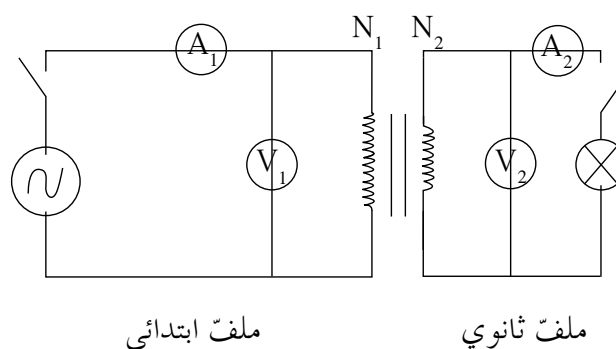 A₁ N₁ N₂ A₂
V₁ V₂
ملفّ ثانوي ملفّ ابتدائي